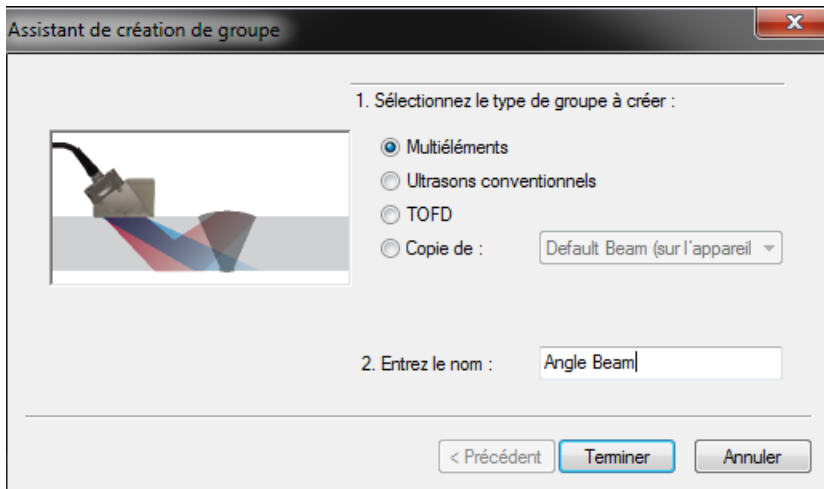 Assistant de création de groupe
1. Sélectionnez le type de groupe à créer :
Multiéléments
Ultrasons conventionnels
TOFD
Copie de : Default Beam (sur l'appareil
2. Entrez le nom : Angle Beam
< Précédent Terminer Annuler